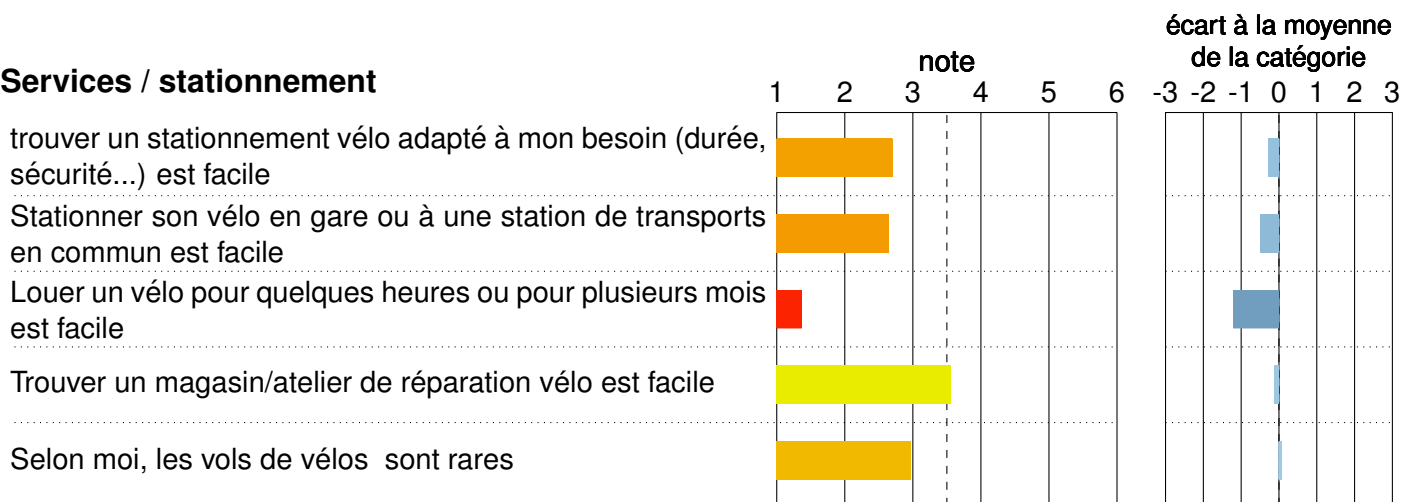 écart à la moyenne
de la catégorie
note
Services / stationnement
1 2 3 4 5 6
-3 -2 -1 0 1 2 3
trouver un stationnement vélo adapté à mon besoin (durée,
sécurité...) est facile
Stationner son vélo en gare ou à une station de transports
en commun est facile
Louer un vélo pour quelques heures ou pour plusieurs mois
est facile
Trouver un magasin/atelier de réparation vélo est facile
Selon moi, les vols de vélos sont rares